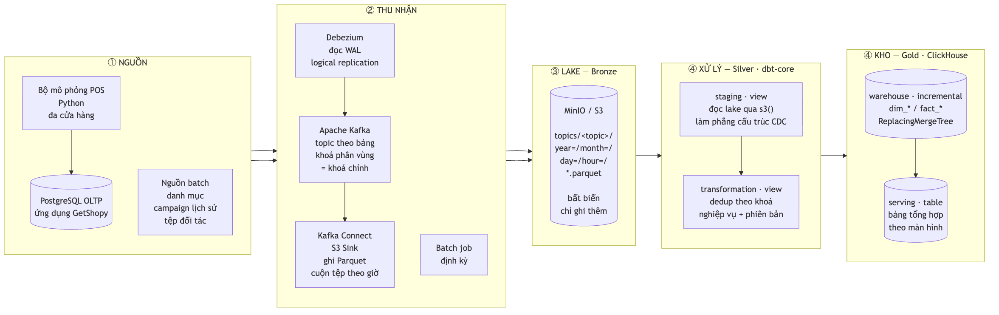 ① NGUỒN
Bộ mô phỏng POS
Python
đa cửa hàng
PostgreSQL OLTP
ứng dụng GetShopy
Nguồn batch
danh mục
campaign lịch sử
tệp đối tác
② THU NHẬN
Debezium
đọc WAL
logical replication
Apache Kafka
topic theo bảng
khoá phân vùng
= khoá chính
Kafka Connect
S3 Sink
ghi Parquet
cuộn tệp theo giờ
Batch job
định kỳ
③ LAKE — Bronze
MinIO / S3
topics/<topic>/
year=/month=/
day=/hour=/
*.parquet
bất biến
chỉ ghi thêm
④ XỬ LÝ — Silver · dbt-core
staging · view
đọc lake qua s3()
làm phẳng cấu trúc CDC
transformation · view
dedup theo khoá
nghiệp vụ + phiên bản
④ KHO — Gold · ClickHouse
warehouse · incremental
dim_* / fact_*
ReplacingMergeTree
serving · table
bảng tổng hợp
theo màn hình